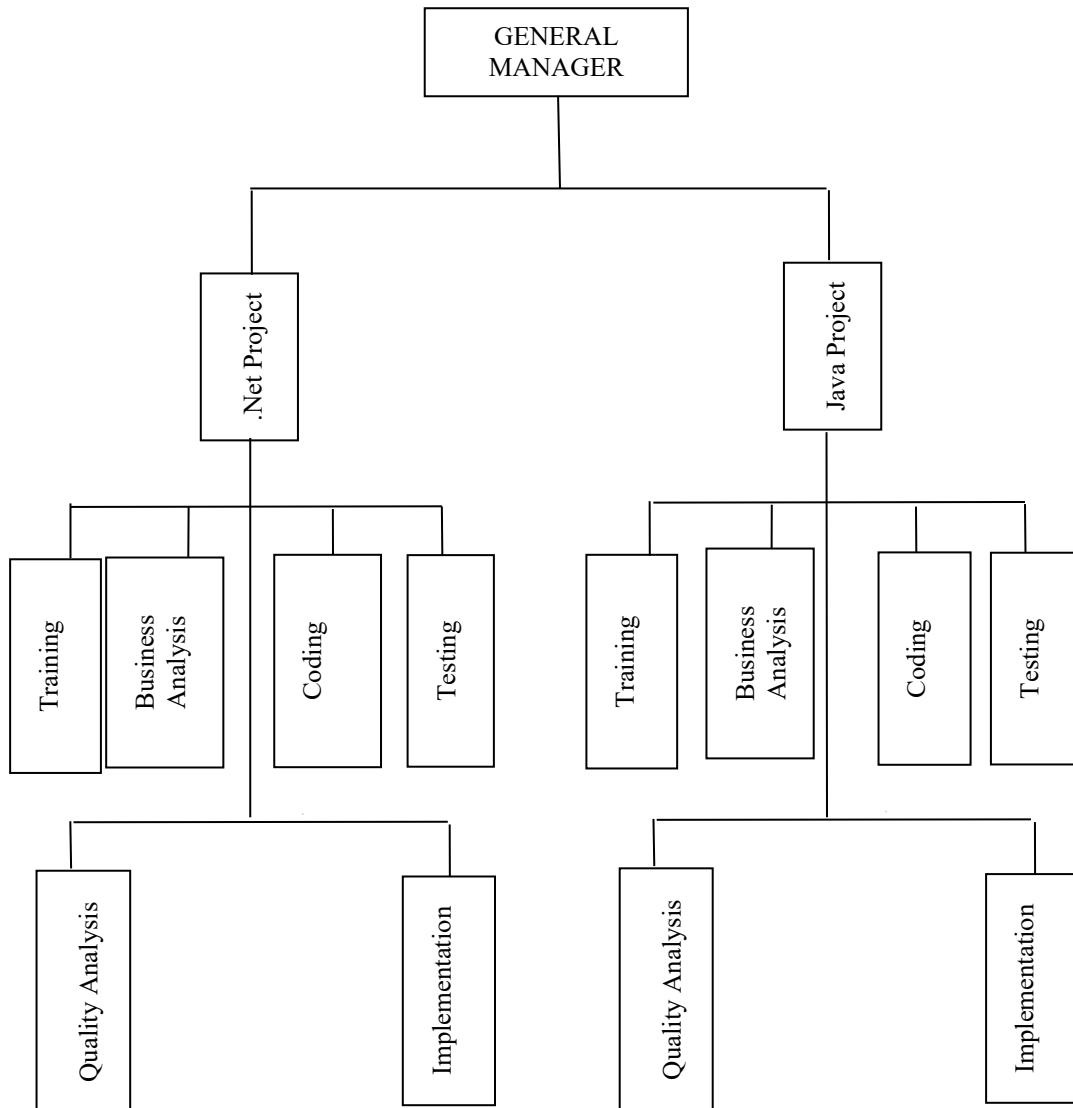 GENERAL
MANAGER
.Net Project
Java Project
Training
Business
Analysis
Coding
Testing
Training
Business
Analysis
Coding
Testing
Quality Analysis
Implementation
Quality Analysis
Implementation